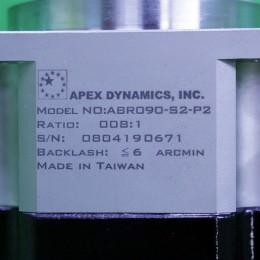 APEX DYNAMICS, INC.
MODEL NO:ABR090-S2-P2
RATIO: 008:1
S/N: 0804190671
BACKLASH: ≦6 ARCMIN
MADE IN TAIWAN